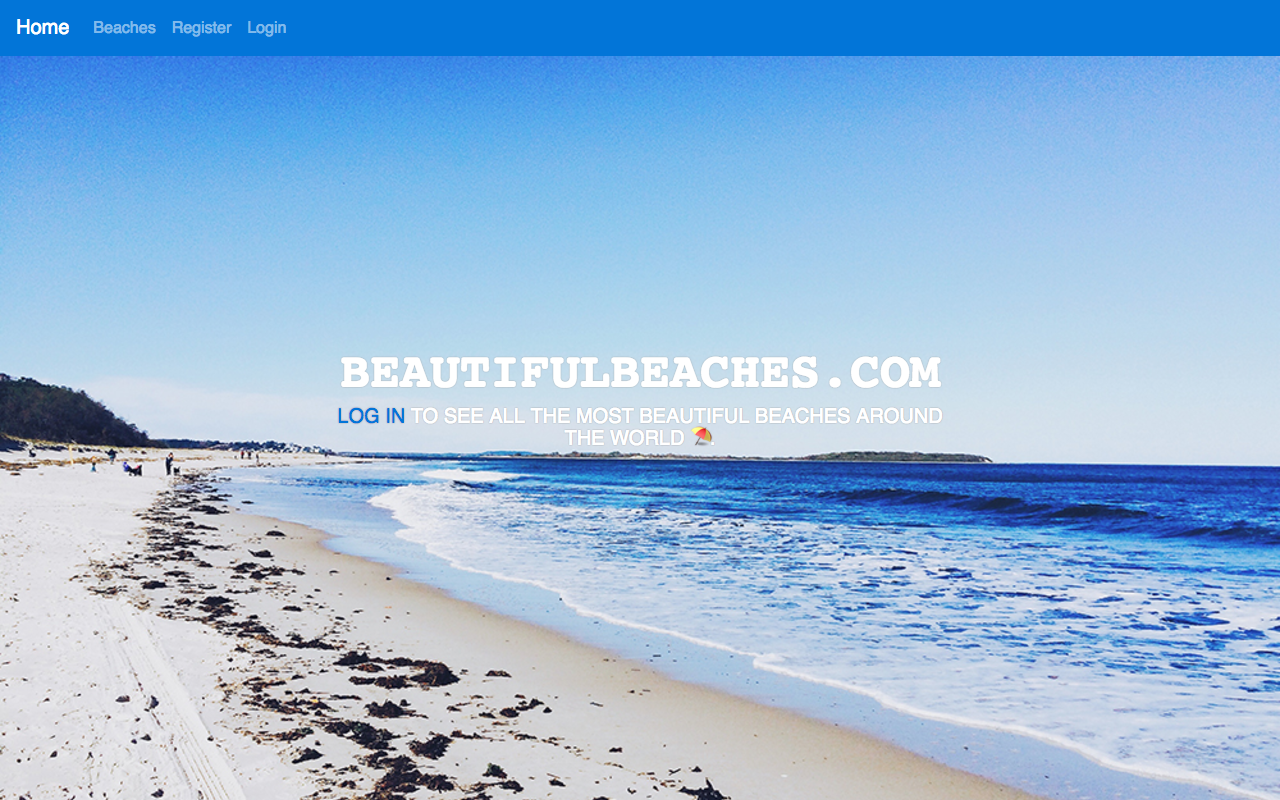 Home Beaches Register Login
BEAUTIFULBEACHES.COM
LOG IN TO SEE ALL THE MOST BEAUTIFUL BEACHES AROUND
THE WORLD ⛱